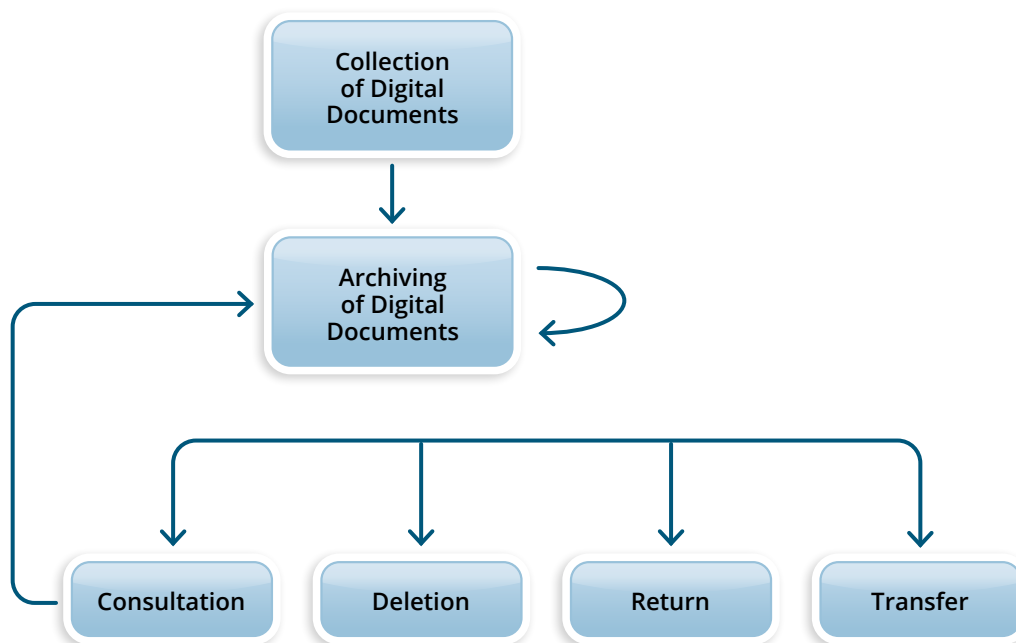 Collection
of Digital
Documents
Archiving
of Digital
Documents
Consultation
Deletion
Return
Transfer